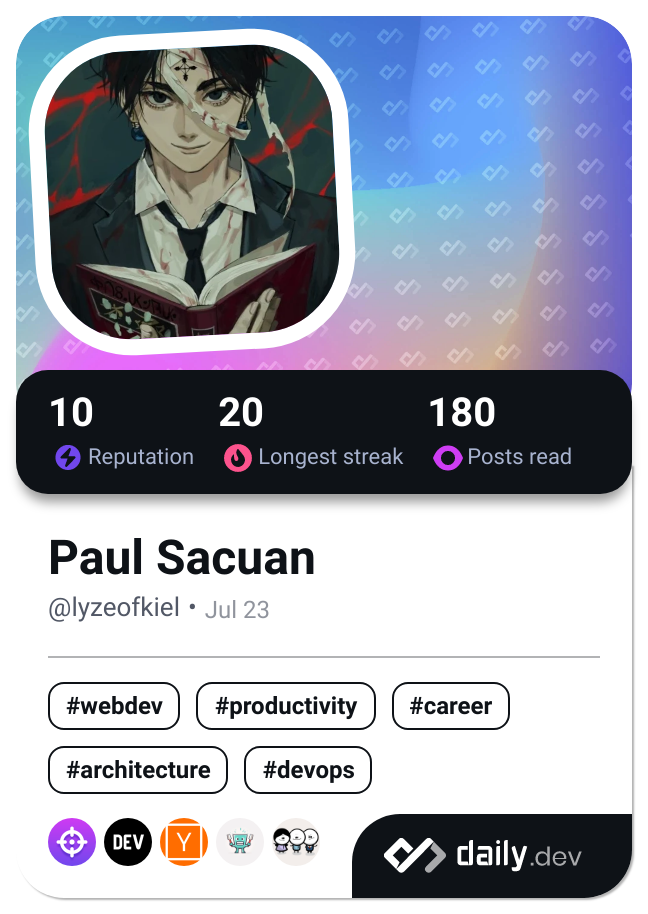 10 20 180
Reputation Longest streak Posts read
Paul Sacuan
@lyzeofkiel • Jul 23
#webdev #productivity #career
#architecture #devops
DEV Y daily.dev